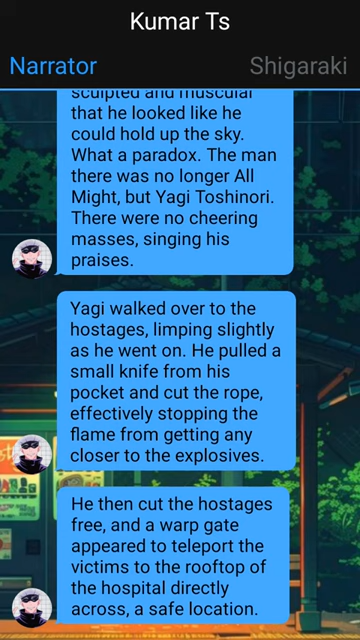 Kumar Ts
Narrator
Shigaraki
sculpted and muscular
that he looked like he
could hold up the sky.
What a paradox. The man
there was no longer All
Might, but Yagi Toshinori.
There were no cheering
masses, singing his
praises.
Yagi walked over to the
hostages, limping slightly
as he went on. He pulled a
small knife from his
pocket and cut the rope,
effectively stopping the
flame from getting any
closer to the explosives.
He then cut the hostages
free, and a warp gate
appeared to teleport the
victims to the rooftop of
the hospital directly
across, a safe location.